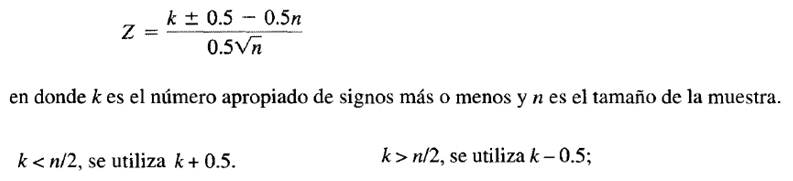 Z = (k ± 0.5 − 0.5n) / (0.5√n)
en donde k es el número apropiado de signos más o menos y n es el tamaño de la muestra.
k < n/2, se utiliza k + 0.5.
k > n/2, se utiliza k – 0.5;